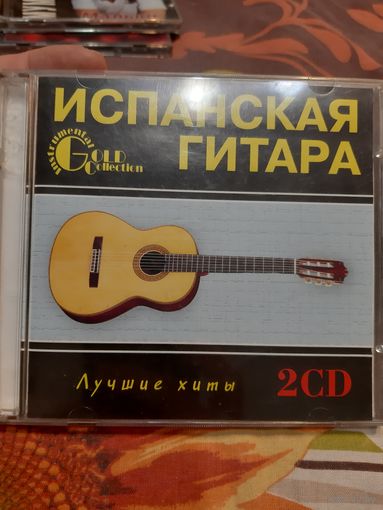 ИСПАНСКАЯ
ГИТАРА
Instrumental
GOLD
Collection
Лучшие хиты
2CD